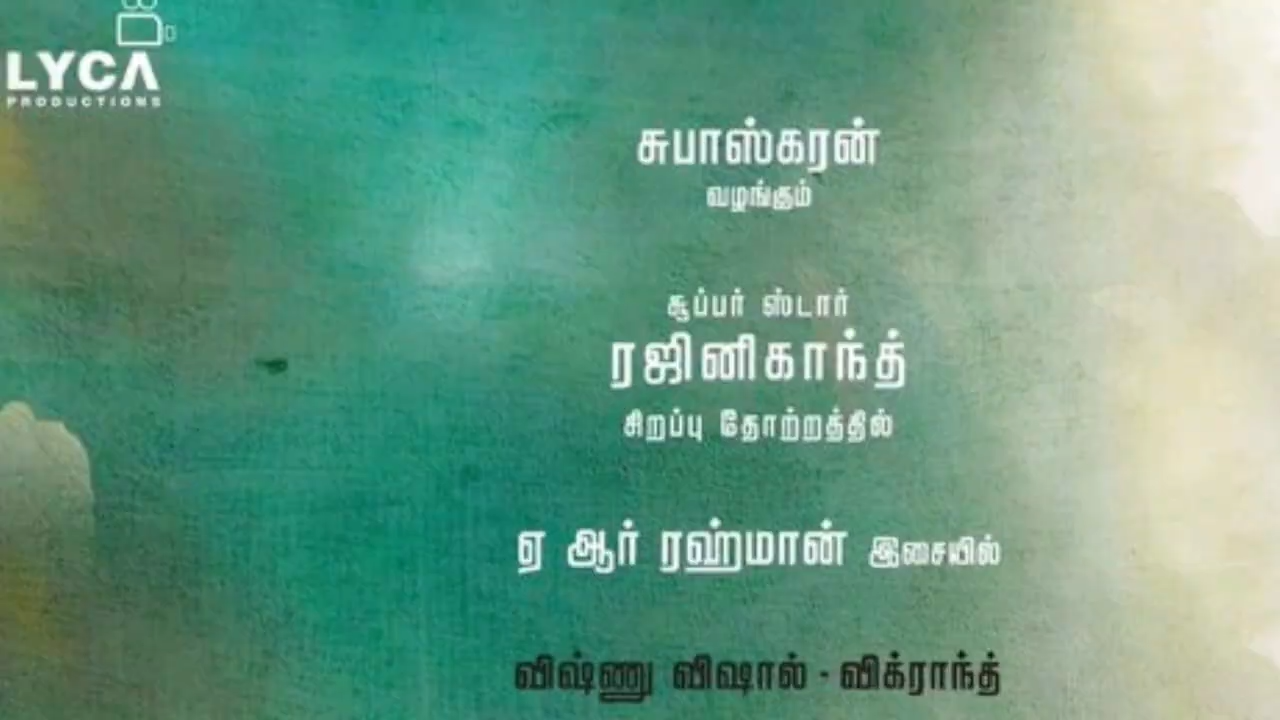 LYCA
PRODUCTIONS
சுபாஸ்கரன்
வழங்கும்
சூப்பர் ஸ்டார்
ரஜினிகாந்த்
சிறப்பு தோற்றத்தில்
ஏ ஆர் ரஹ்மான் இசையில்
விஷ்ணு விஷால் - விக்ராந்த்